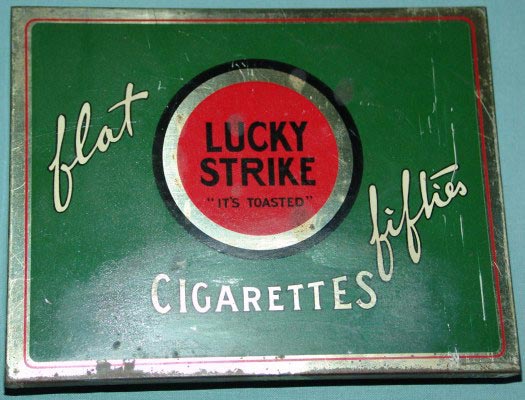 flat
LUCKY
STRIKE
"IT'S TOASTED"
fifties
CIGARETTES